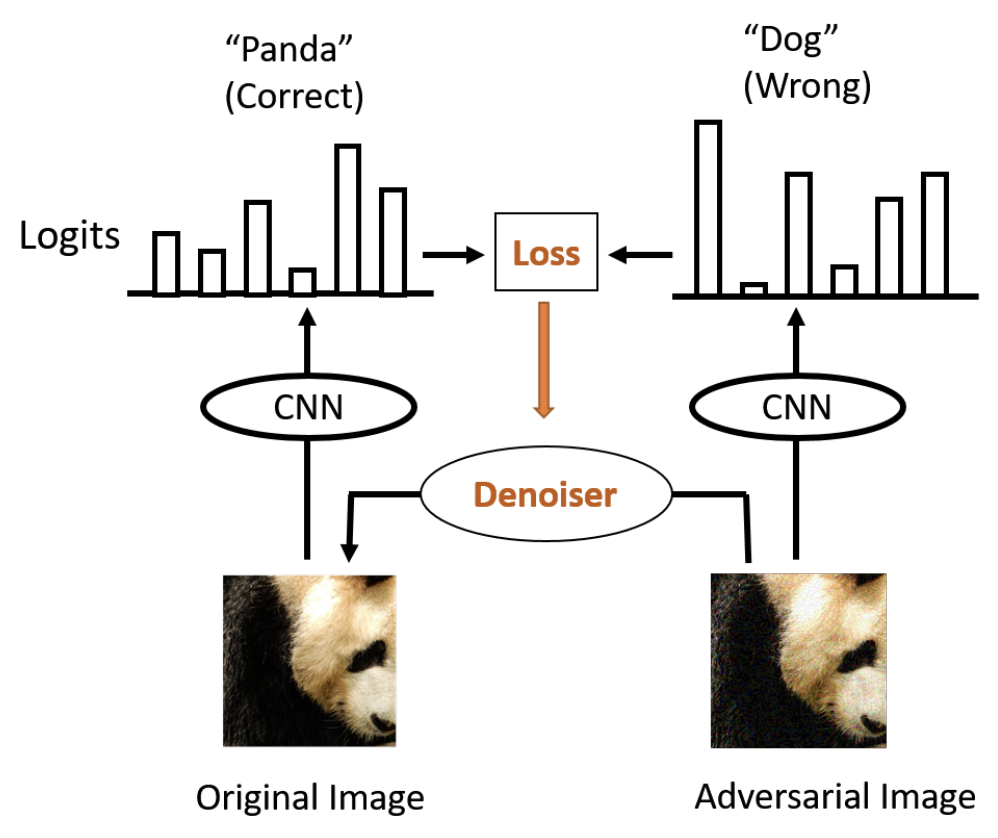 “Panda”
(Correct)
“Dog”
(Wrong)
Logits
Loss
CNN
CNN
Denoiser
Original Image
Adversarial Image